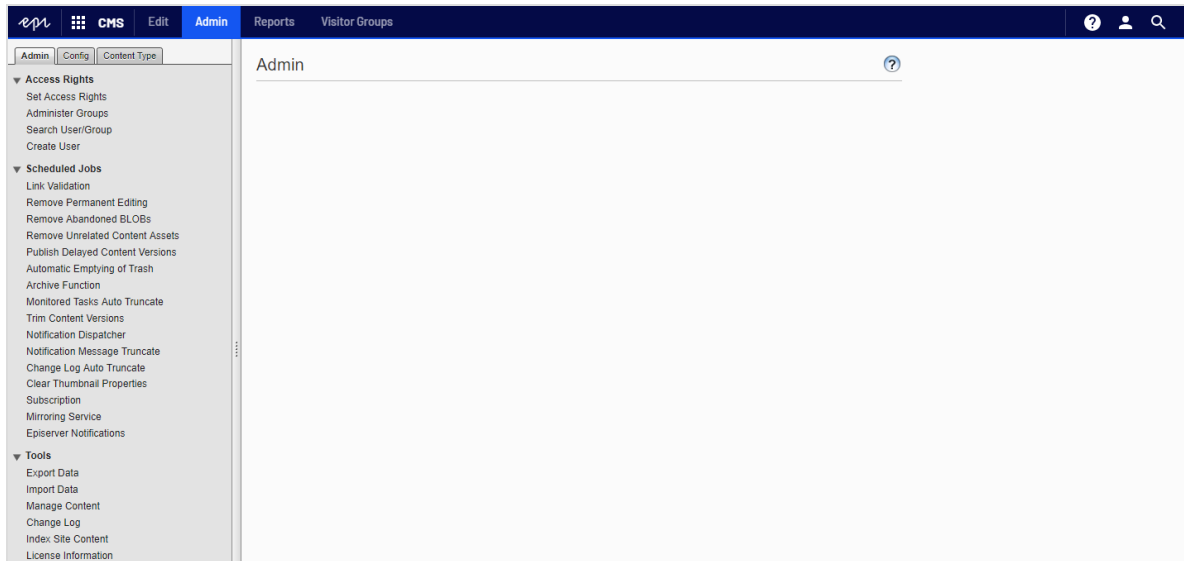 epi CMS Edit Admin Reports Visitor Groups ?
Admin Config Content Type
Access Rights
Set Access Rights
Administer Groups
Search User/Group
Create User
Scheduled Jobs
Link Validation
Remove Permanent Editing
Remove Abandoned BLOBs
Remove Unrelated Content Assets
Publish Delayed Content Versions
Automatic Emptying of Trash
Archive Function
Monitored Tasks Auto Truncate
Trim Content Versions
Notification Dispatcher
Notification Message Truncate
Change Log Auto Truncate
Clear Thumbnail Properties
Subscription
Mirroring Service
Episerver Notifications
Tools
Export Data
Import Data
Manage Content
Change Log
Index Site Content
License Information
Admin ?